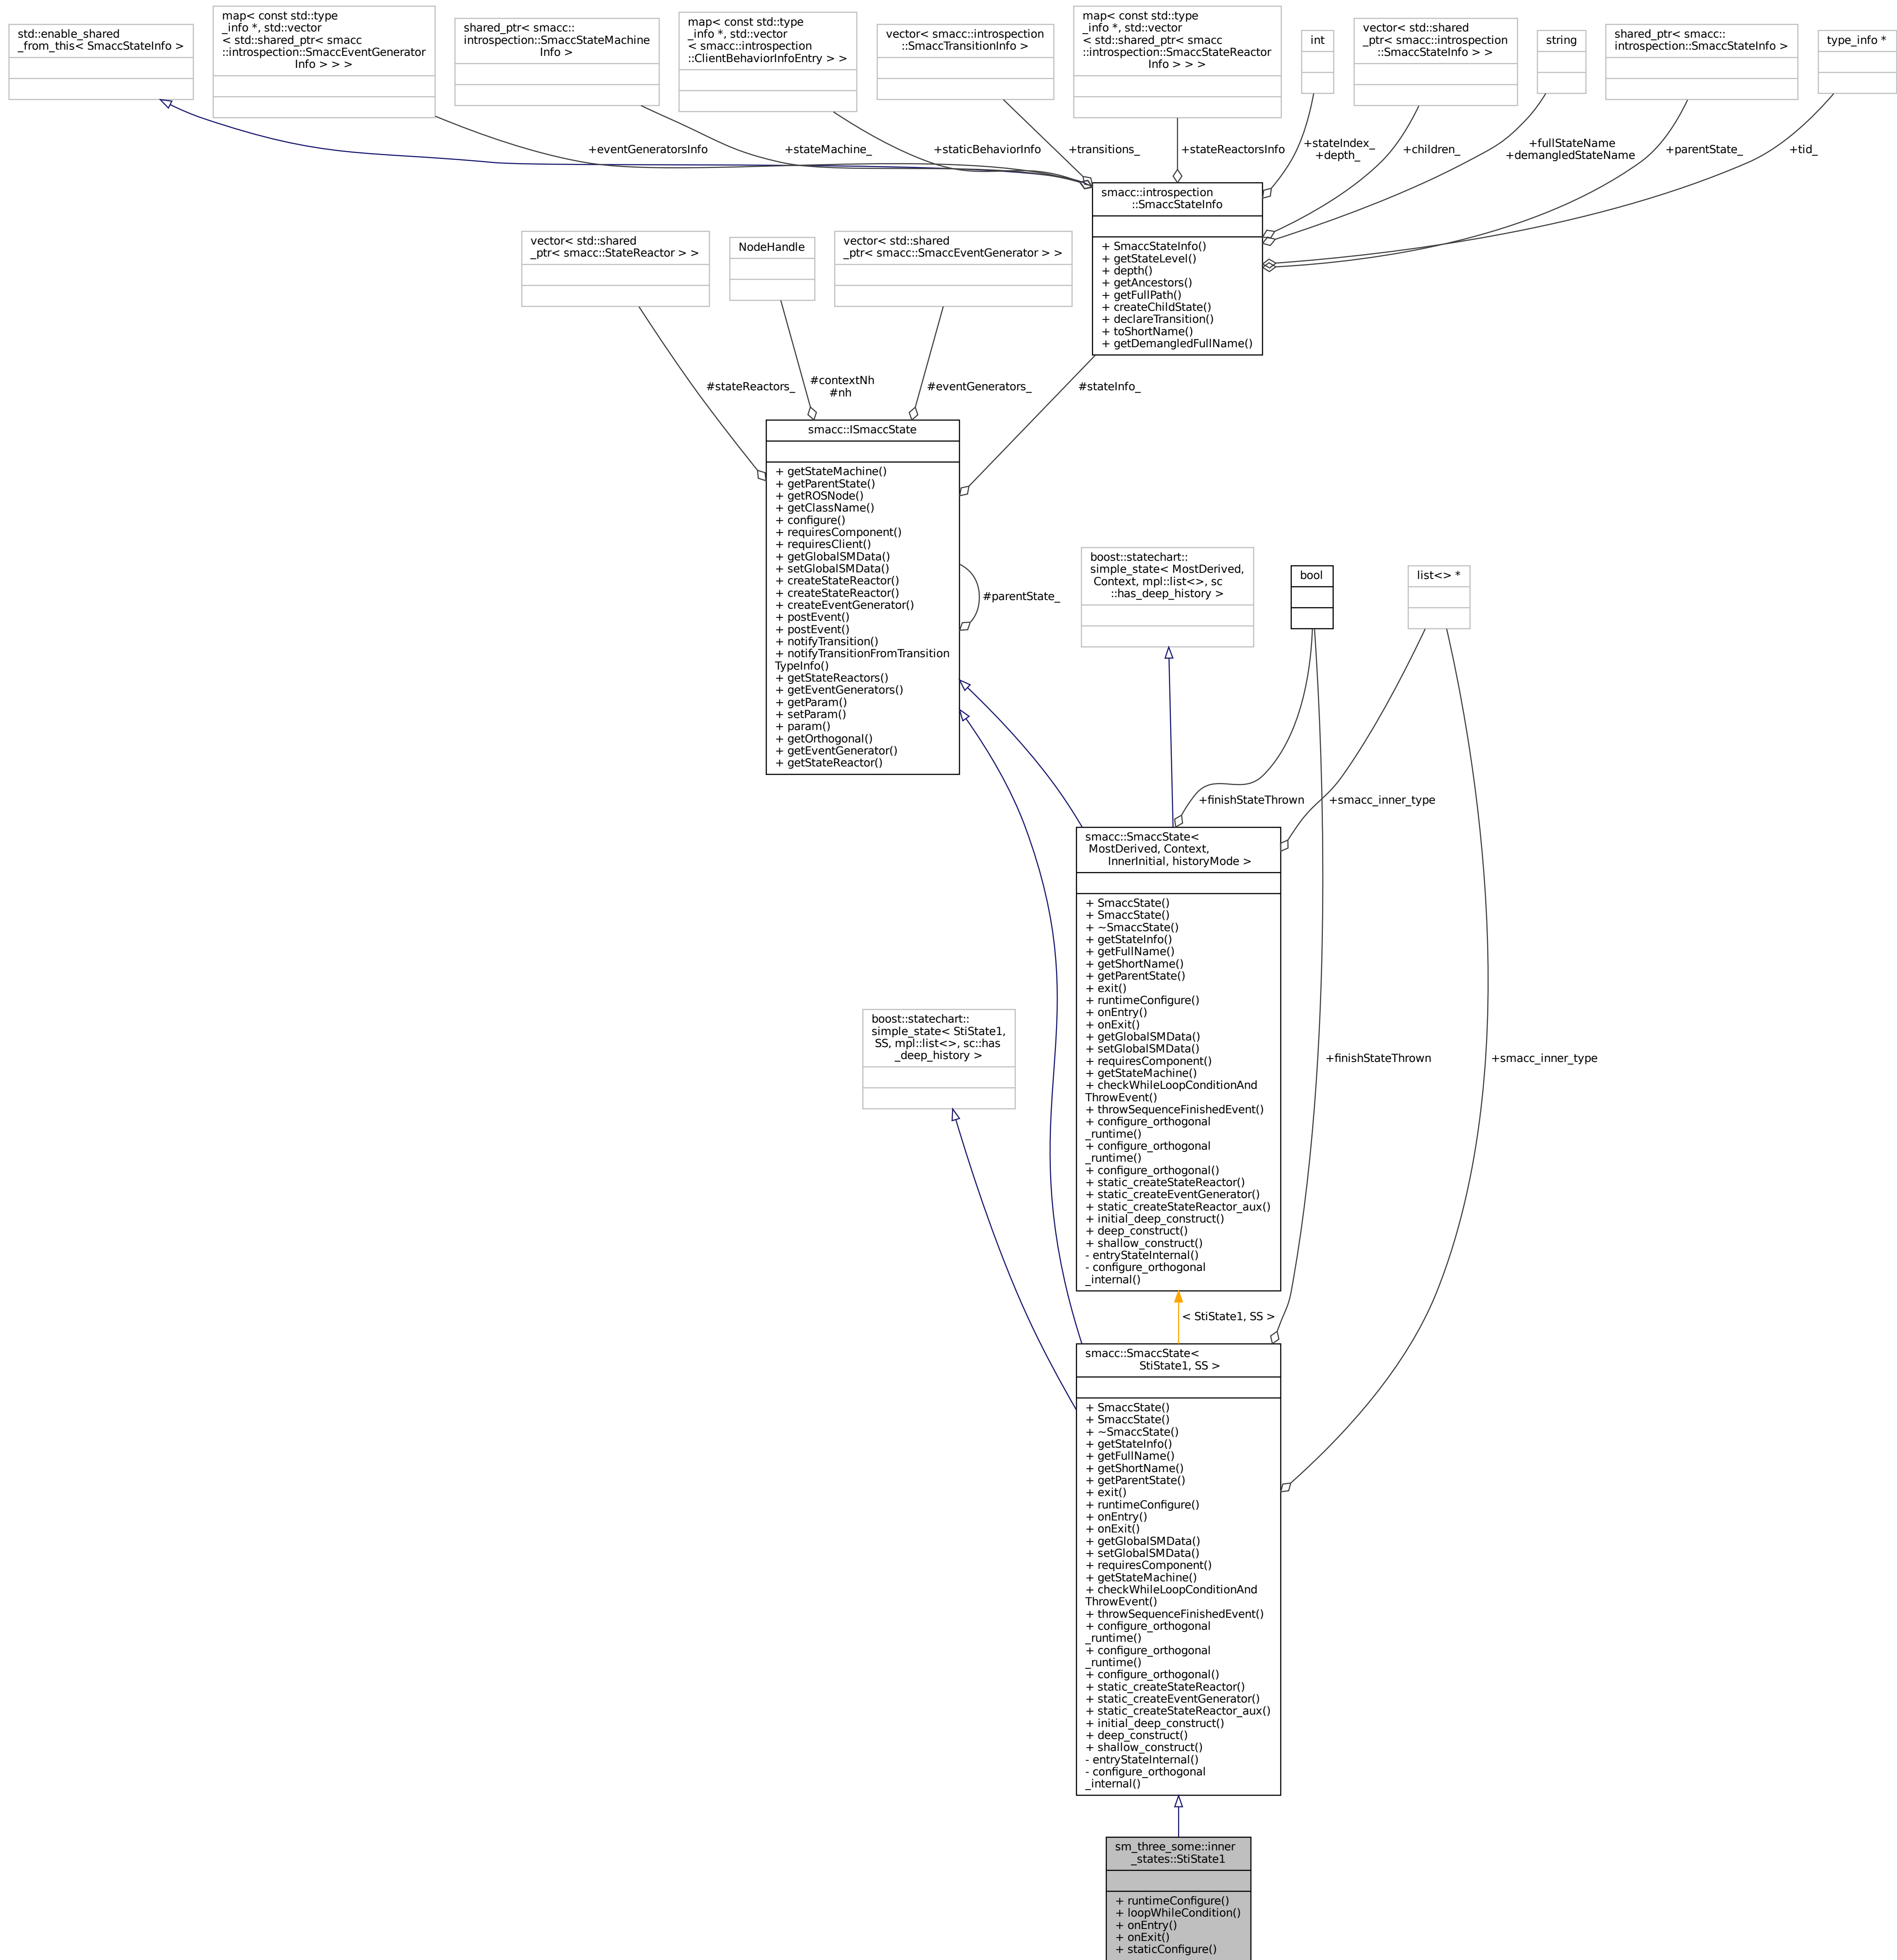 std::enable_shared
_from_this< SmaccStateInfo >
map< const std::type
_info *, std::vector
< std::shared_ptr< smacc
::introspection::SmaccEventGenerator
Info > > >
shared_ptr< smacc::
introspection::SmaccStateMachine
Info >
map< const std::type
_info *, std::vector
< smacc::introspection
::ClientBehaviorInfoEntry > >
vector< smacc::introspection
::SmaccTransitionInfo >
map< const std::type
_info *, std::vector
< std::shared_ptr< smacc
::introspection::SmaccStateReactor
Info > > >
int
vector< std::shared
_ptr< smacc::introspection
::SmaccStateInfo > >
string
shared_ptr< smacc::
introspection::SmaccStateInfo >
type_info *
+eventGeneratorsInfo
+stateMachine_
+staticBehaviorInfo
+transitions_
+stateReactorsInfo
+stateIndex_
+depth_
+children_
+fullStateName
+demangledStateName
+parentState_
+tid_
smacc::introspection
::SmaccStateInfo
+ SmaccStateInfo()
+ getStateLevel()
+ depth()
+ getAncestors()
+ getFullPath()
+ createChildState()
+ declareTransition()
+ toShortName()
+ getDemangledFullName()
vector< std::shared
_ptr< smacc::StateReactor > >
NodeHandle
vector< std::shared
_ptr< smacc::SmaccEventGenerator > >
#stateReactors_
#contextNh
#nh
#eventGenerators_
#stateInfo_
smacc::ISmaccState
+ getStateMachine()
+ getParentState()
+ getROSNode()
+ getClassName()
+ configure()
+ requiresComponent()
+ requiresClient()
+ getGlobalSMData()
+ setGlobalSMData()
+ createStateReactor()
+ createStateReactor()
+ createEventGenerator()
+ postEvent()
+ postEvent()
+ notifyTransition()
+ notifyTransitionFromTransition
TypeInfo()
+ getStateReactors()
+ getEventGenerators()
+ getParam()
+ setParam()
+ param()
+ getOrthogonal()
+ getEventGenerator()
+ getStateReactor()
#parentState_
boost::statechart::
simple_state< MostDerived,
Context, mpl::list<>, sc
::has_deep_history >
bool
list<> *
+finishStateThrown
+smacc_inner_type
smacc::SmaccState<
MostDerived, Context,
InnerInitial, historyMode >
+ SmaccState()
+ SmaccState()
+ ~SmaccState()
+ getStateInfo()
+ getFullName()
+ getShortName()
+ getParentState()
+ exit()
+ runtimeConfigure()
+ onEntry()
+ onExit()
+ getGlobalSMData()
+ setGlobalSMData()
+ requiresComponent()
+ getStateMachine()
+ checkWhileLoopConditionAnd
ThrowEvent()
+ throwSequenceFinishedEvent()
+ configure_orthogonal
_runtime()
+ configure_orthogonal
_runtime()
+ configure_orthogonal()
+ static_createStateReactor()
+ static_createEventGenerator()
+ static_createStateReactor_aux()
+ initial_deep_construct()
+ deep_construct()
+ shallow_construct()
- entryStateInternal()
- configure_orthogonal
_internal()
boost::statechart::
simple_state< StiState1,
SS, mpl::list<>, sc::has
_deep_history >
+finishStateThrown
+smacc_inner_type
< StiState1, SS >
smacc::SmaccState<
StiState1, SS >
+ SmaccState()
+ SmaccState()
+ ~SmaccState()
+ getStateInfo()
+ getFullName()
+ getShortName()
+ getParentState()
+ exit()
+ runtimeConfigure()
+ onEntry()
+ onExit()
+ getGlobalSMData()
+ setGlobalSMData()
+ requiresComponent()
+ getStateMachine()
+ checkWhileLoopConditionAnd
ThrowEvent()
+ throwSequenceFinishedEvent()
+ configure_orthogonal
_runtime()
+ configure_orthogonal
_runtime()
+ configure_orthogonal()
+ static_createStateReactor()
+ static_createEventGenerator()
+ static_createStateReactor_aux()
+ initial_deep_construct()
+ deep_construct()
+ shallow_construct()
- entryStateInternal()
- configure_orthogonal
_internal()
sm_three_some::inner
_states::StiState1
+ runtimeConfigure()
+ loopWhileCondition()
+ onEntry()
+ onExit()
+ staticConfigure()